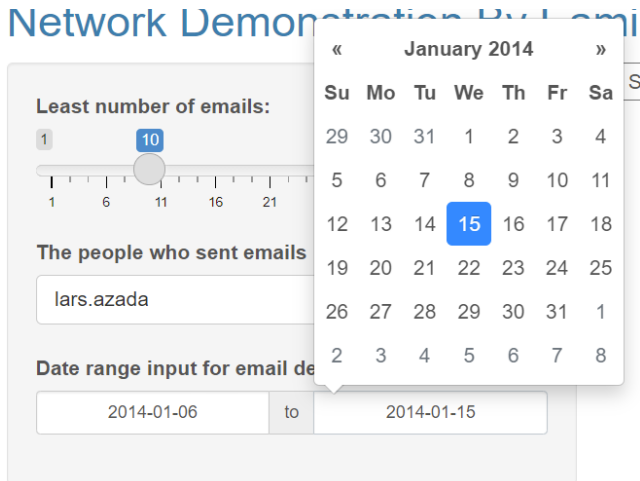 Network Demonstration By Lami
Least number of emails:
1
10
1 6 11 16 21
The people who sent emails
lars.azada
Date range input for email de
2014-01-06 to 2014-01-15
« January 2014 »
Su Mo Tu We Th Fr Sa
29 30 31 1 2 3 4
5 6 7 8 9 10 11
12 13 14 15 16 17 18
19 20 21 22 23 24 25
26 27 28 29 30 31 1
2 3 4 5 6 7 8
S